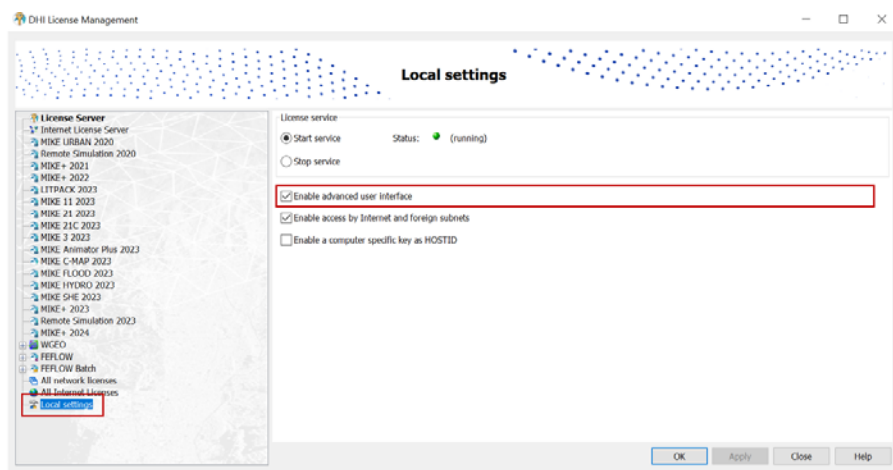 DHI License Management
Local settings
License Server
Internet License Server
MIKE URBAN 2020
Remote Simulation 2020
MIKE+ 2021
MIKE+ 2022
LITPACK 2023
MIKE 11 2023
MIKE 21 2023
MIKE 21C 2023
MIKE 3 2023
MIKE Animator Plus 2023
MIKE C-MAP 2023
MIKE FLOOD 2023
MIKE HYDRO 2023
MIKE SHE 2023
MIKE+ 2023
Remote Simulation 2023
MIKE+ 2024
WGEO
FEFLOW
FEFLOW Batch
All network licenses
All Internet Licenses
Local settings
License service
Start service Status: (running)
Stop service
Enable advanced user interface
Enable access by Internet and foreign subnets
Enable a computer specific key as HOSTID
OK Apply Close Help